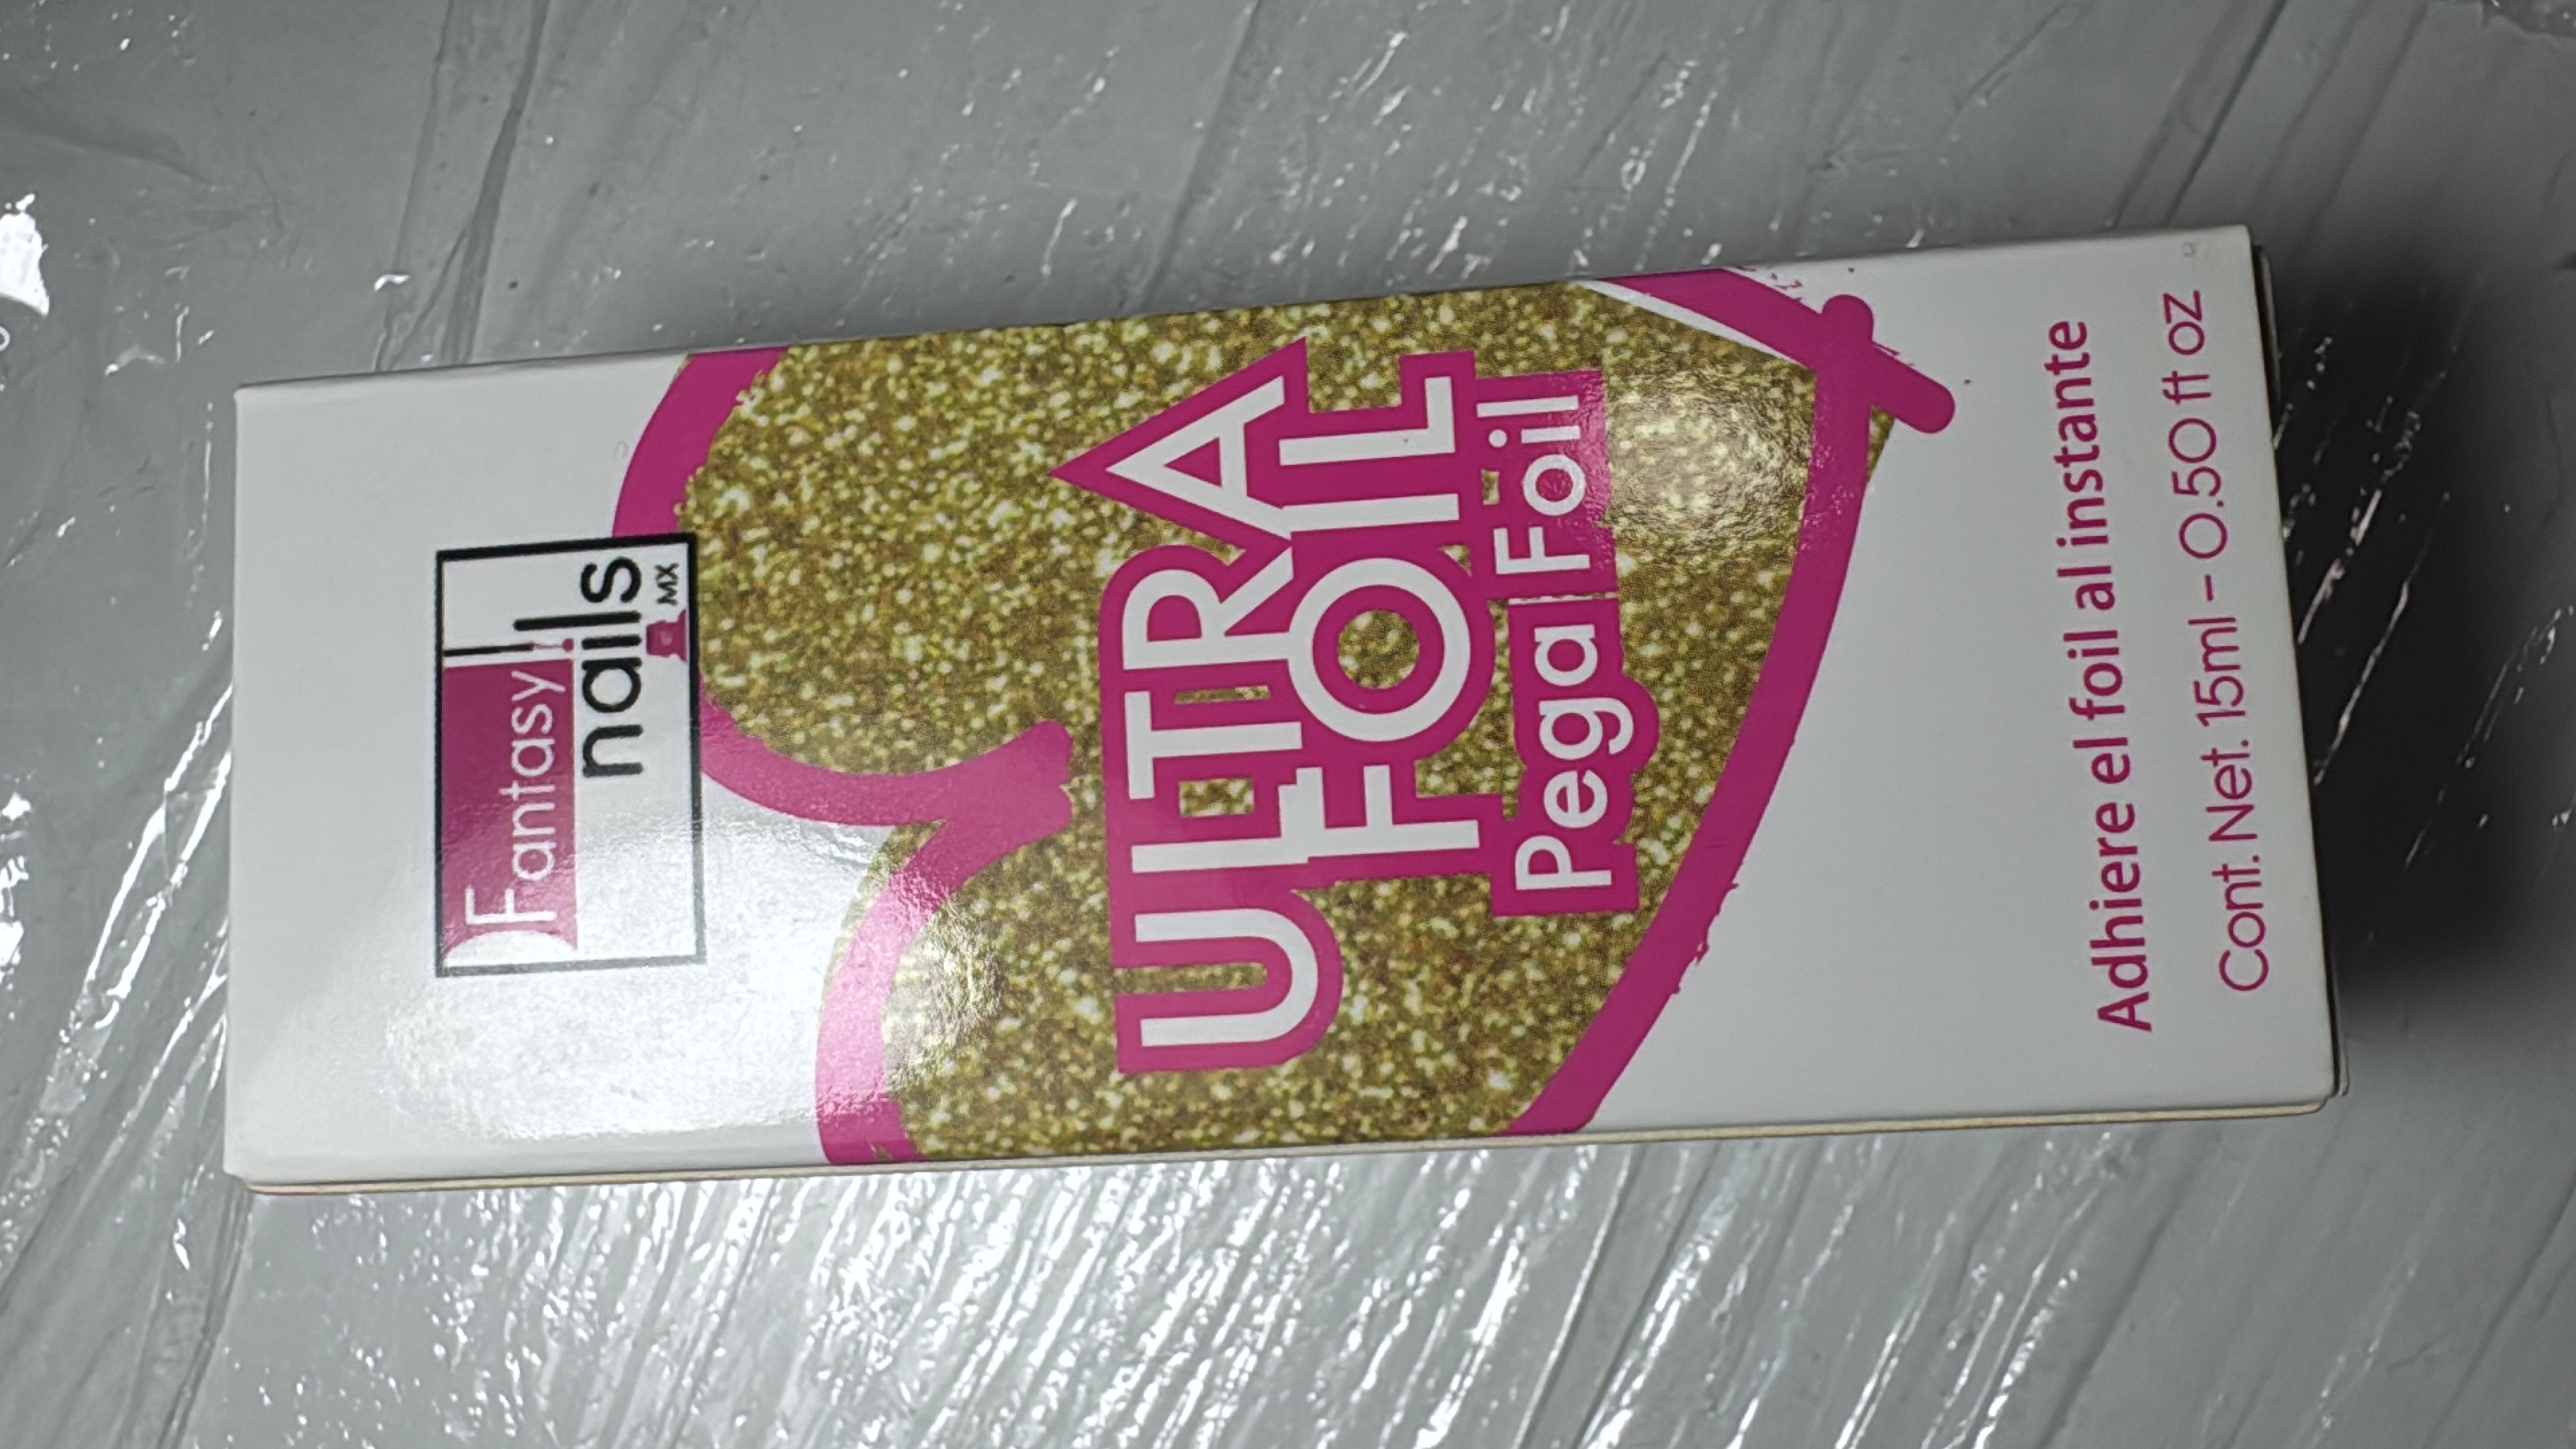 Fantasy
nails
MX
ULTRA
FOIL
Pega Foil
Adhiere el foil al instante
Cont. Net. 15ml - 0.50 fl oz